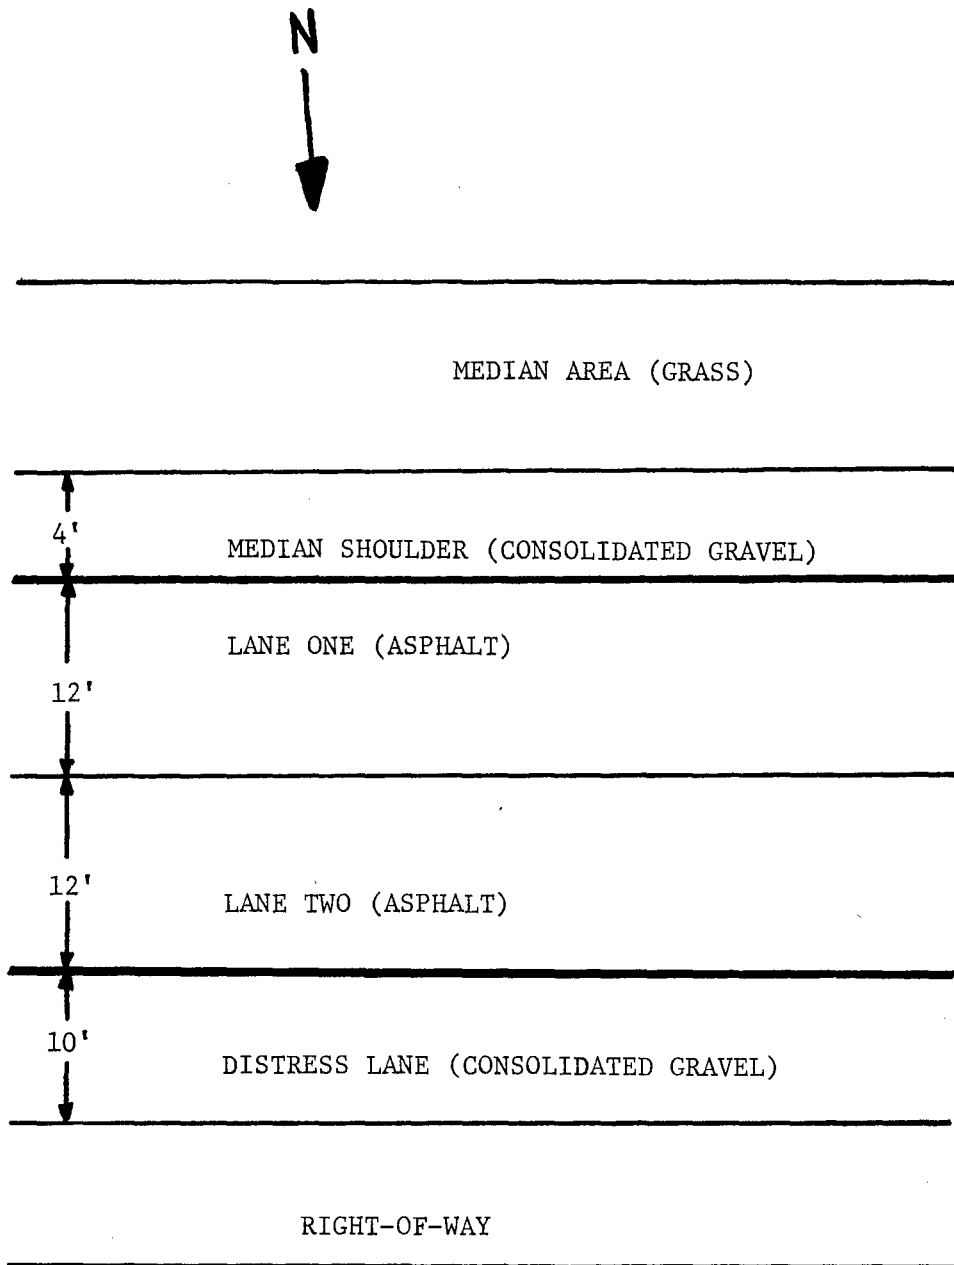 N
MEDIAN AREA (GRASS)
4'
MEDIAN SHOULDER (CONSOLIDATED GRAVEL)
LANE ONE (ASPHALT)
12'
12'
LANE TWO (ASPHALT)
10'
DISTRESS LANE (CONSOLIDATED GRAVEL)
RIGHT-OF-WAY